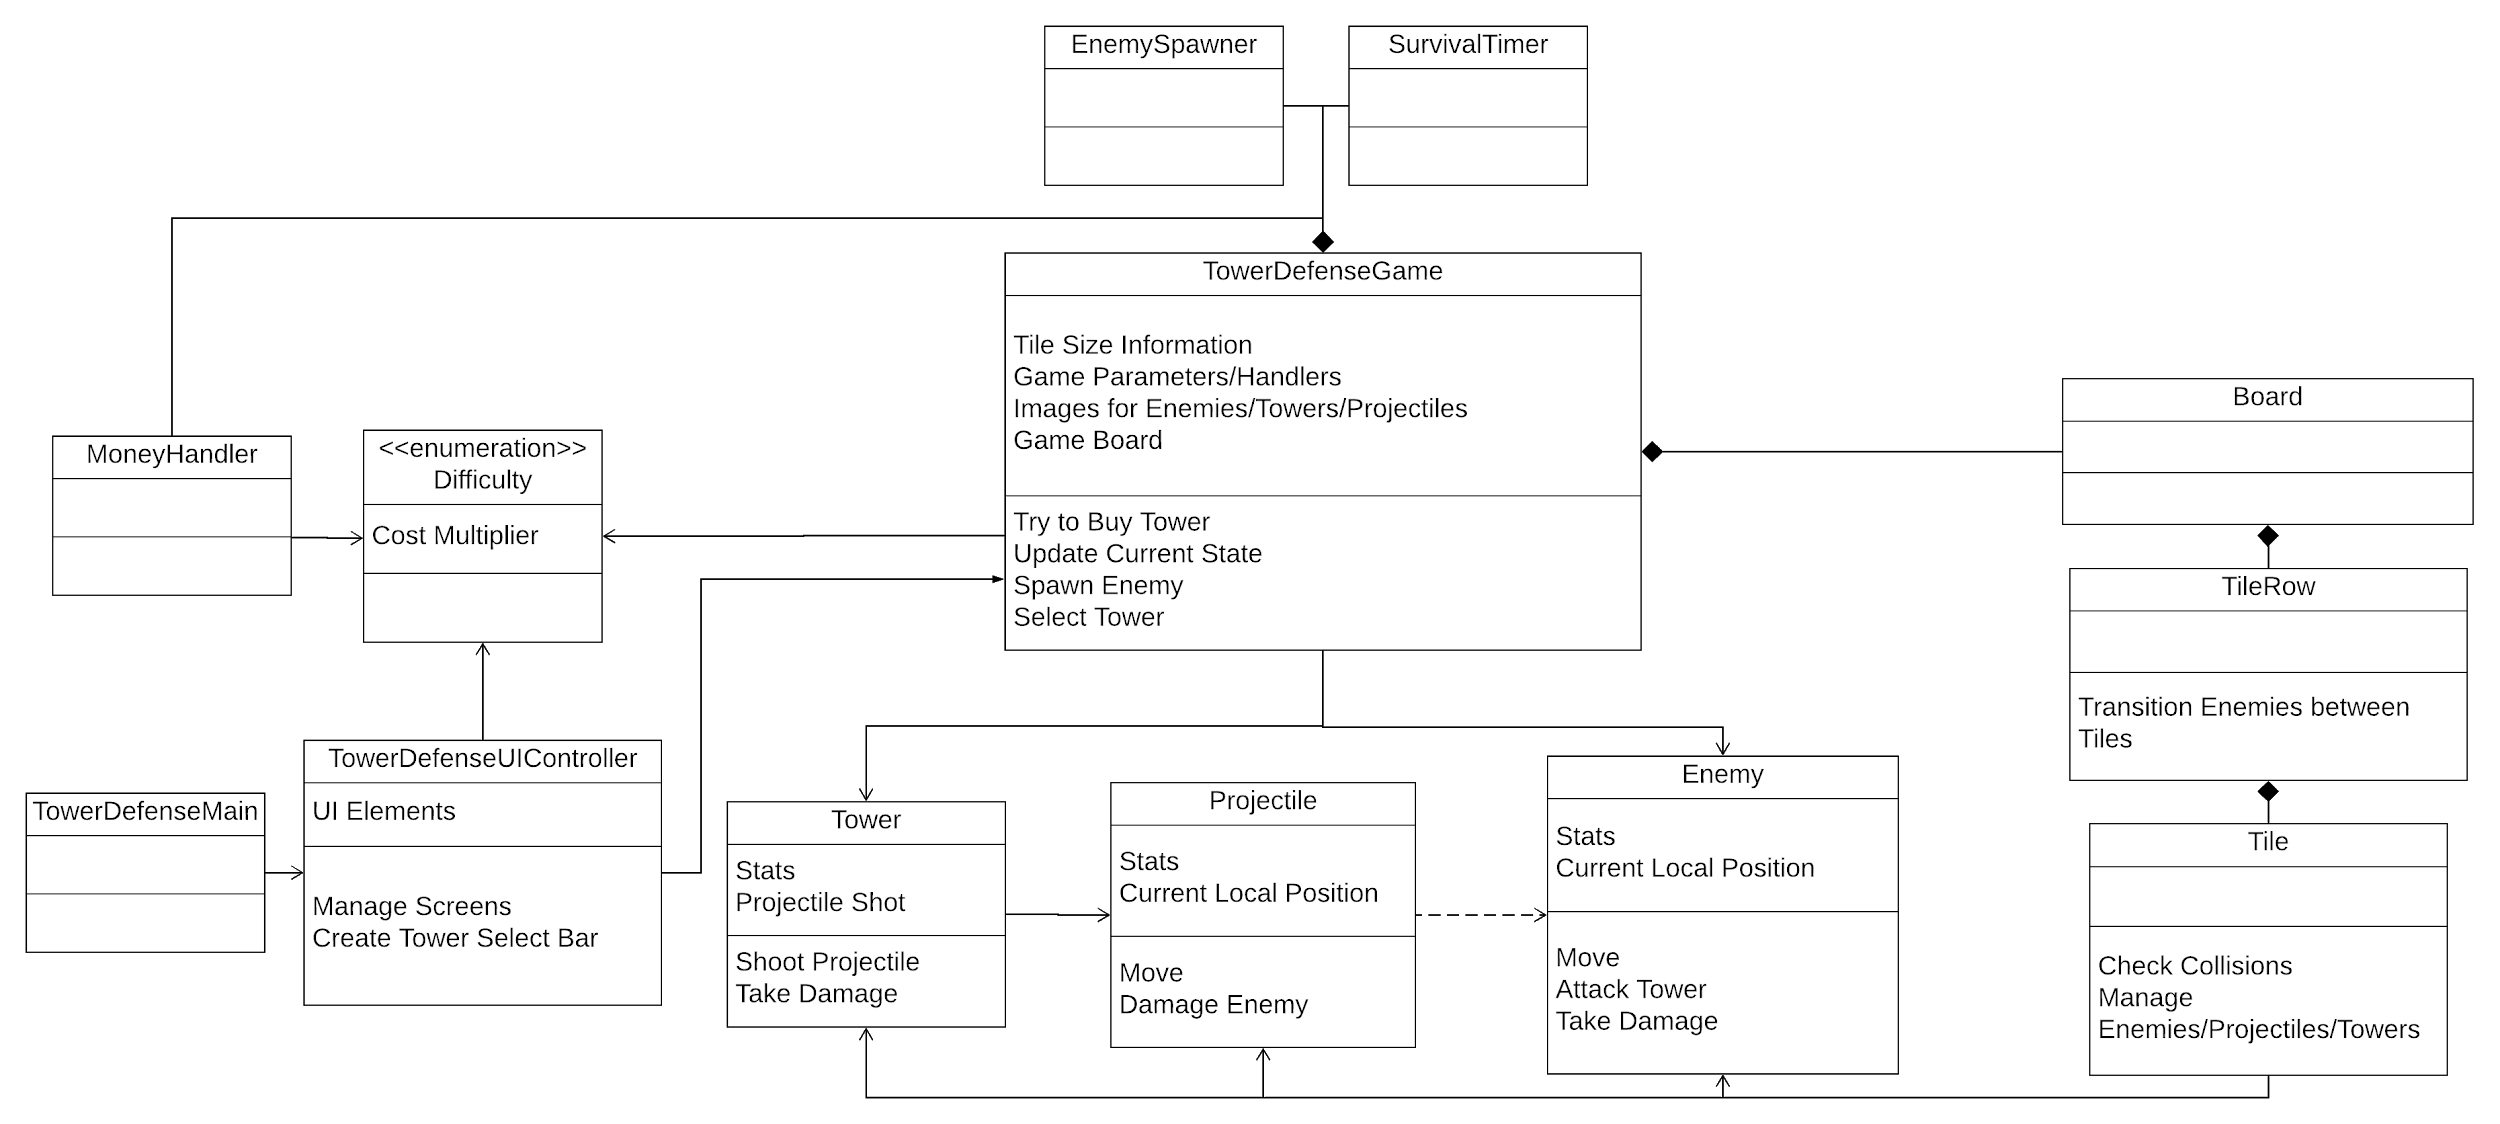 EnemySpawner
SurvivalTimer
TowerDefenseGame
Tile Size Information
Game Parameters/Handlers
Images for Enemies/Towers/Projectiles
Game Board
Try to Buy Tower
Update Current State
Spawn Enemy
Select Tower
Board
MoneyHandler
<<enumeration>>
Difficulty
Cost Multiplier
TileRow
Transition Enemies between
Tiles
TowerDefenseMain
TowerDefenseUIController
UI Elements
Manage Screens
Create Tower Select Bar
Tower
Stats
Projectile Shot
Shoot Projectile
Take Damage
Projectile
Stats
Current Local Position
Move
Damage Enemy
Enemy
Stats
Current Local Position
Move
Attack Tower
Take Damage
Tile
Check Collisions
Manage
Enemies/Projectiles/Towers